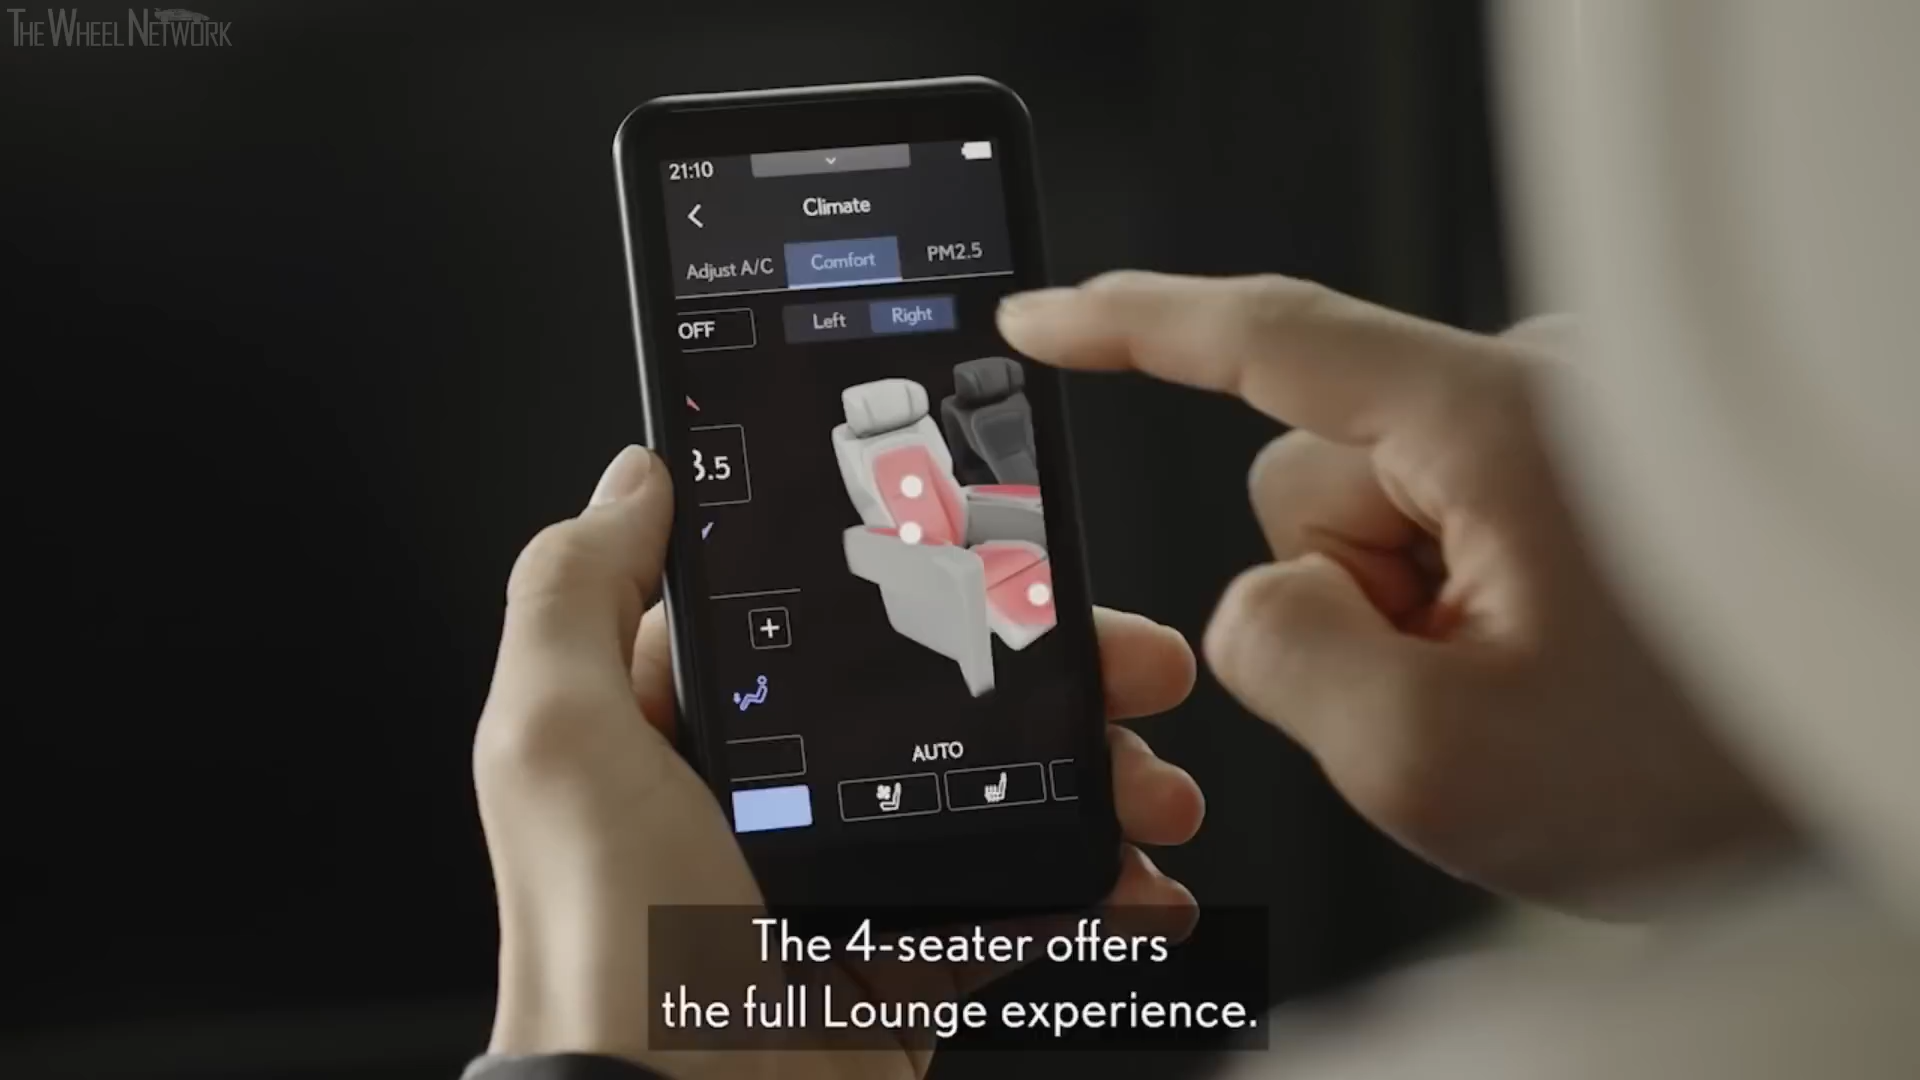 THE WHEEL NETWORK
21:10
Climate
Adjust A/C Comfort PM2.5
OFF Left Right
.5
+
AUTO
The 4-seater offers
the full Lounge experience.